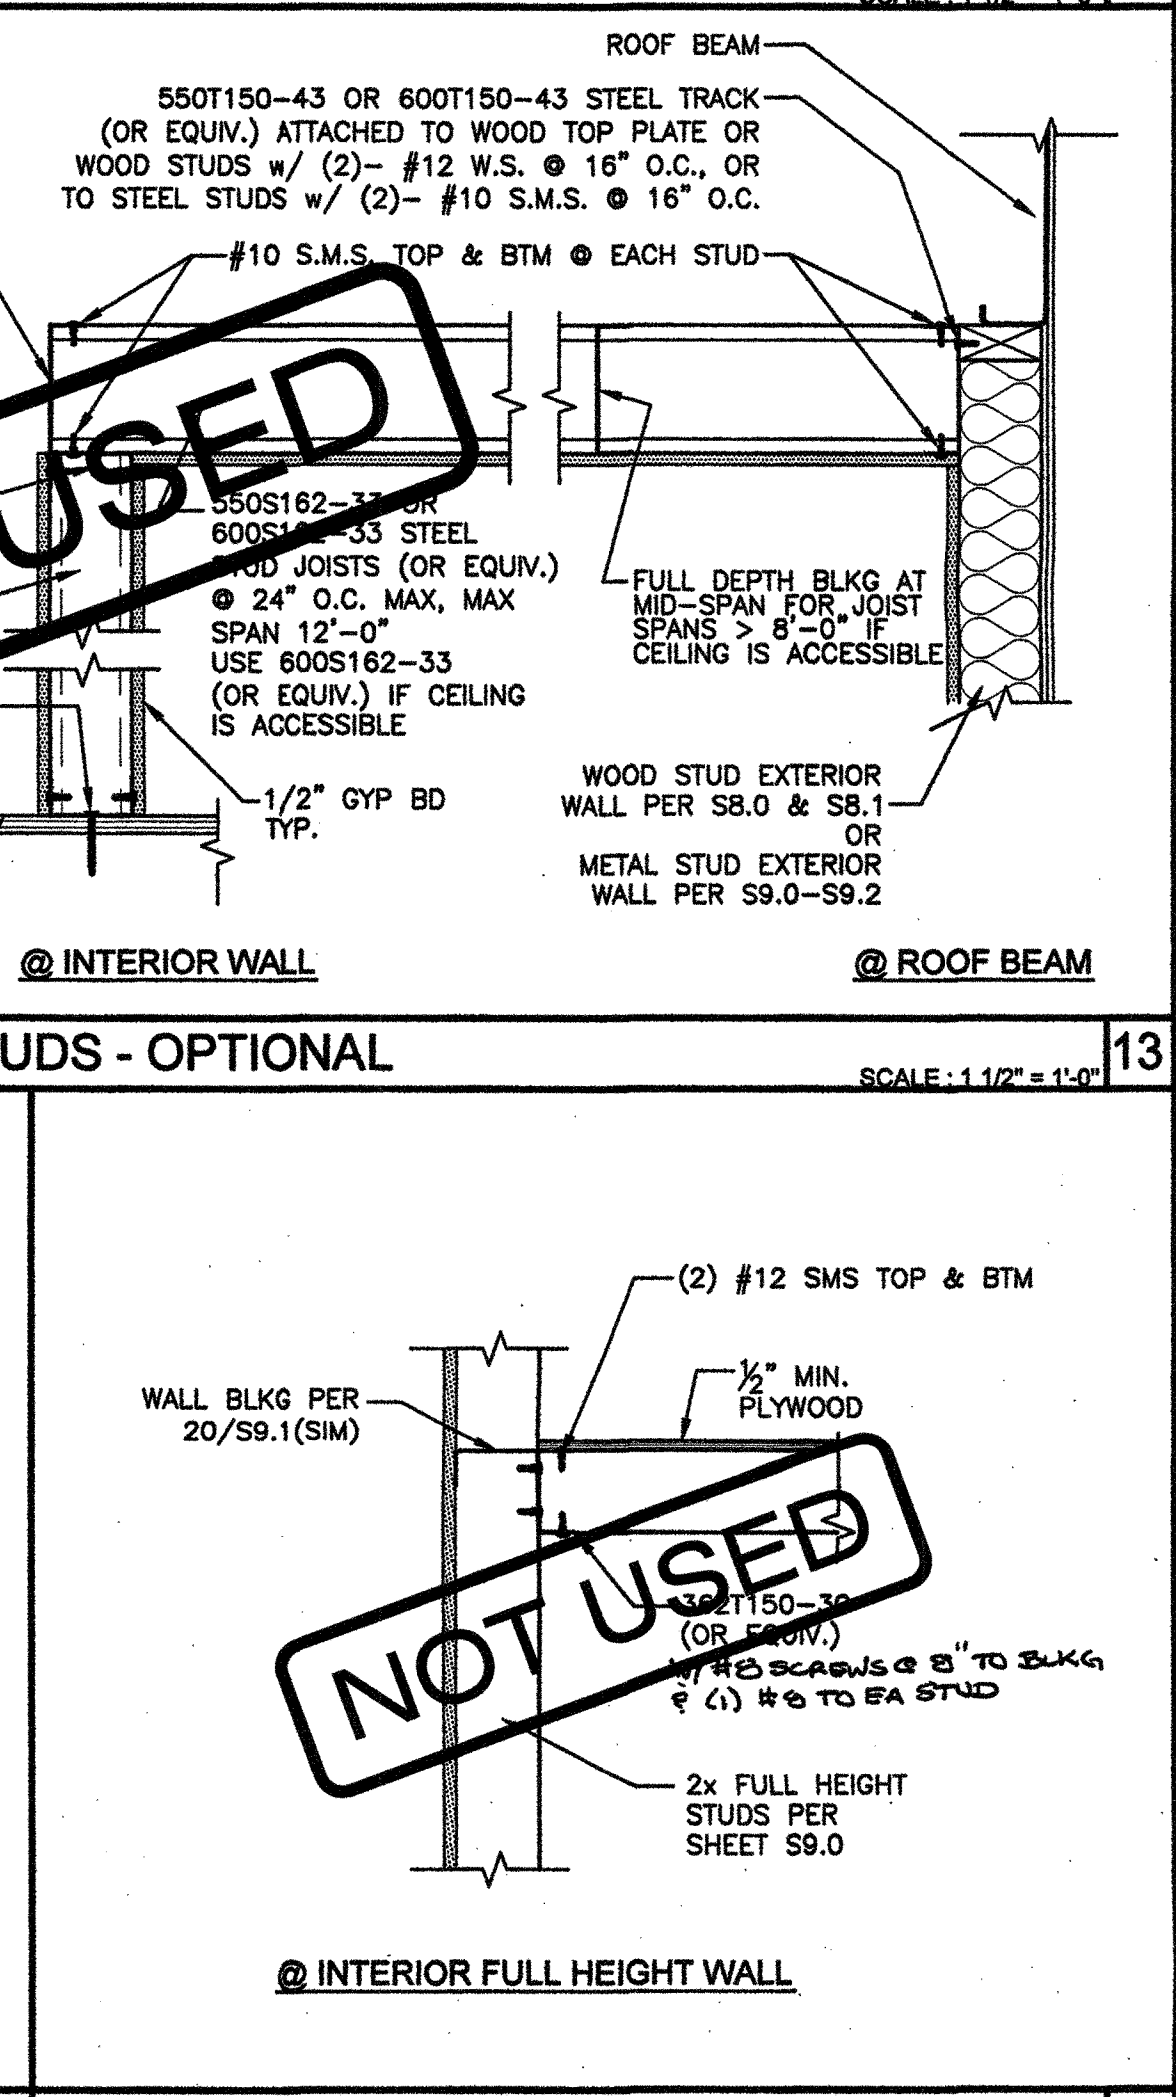 ROOF BEAM
550T150-43 OR 600T150-43 STEEL TRACK
(OR EQUIV.) ATTACHED TO WOOD TOP PLATE OR
WOOD STUDS w/ (2)- #12 W.S. @ 16" O.C., OR
TO STEEL STUDS w/ (2)- #10 S.M.S. @ 16" O.C.
#10 S.M.S. TOP & BTM @ EACH STUD
USED
550S162-33 OR
600S162-33 STEEL
STUD JOISTS (OR EQUIV.)
@ 24" O.C. MAX, MAX
SPAN 12'-0"
USE 600S162-33
(OR EQUIV.) IF CEILING
IS ACCESSIBLE
FULL DEPTH BLKG AT
MID-SPAN FOR JOIST
SPANS > 8'-0" IF
CEILING IS ACCESSIBLE
1/2" GYP BD
TYP.
WOOD STUD EXTERIOR
WALL PER S8.0 & S8.1
OR
METAL STUD EXTERIOR
WALL PER S9.0-S9.2
@ INTERIOR WALL
@ ROOF BEAM
UDS - OPTIONAL
SCALE : 1 1/2" = 1'-0"
13
(2) #12 SMS TOP & BTM
½" MIN.
PLYWOOD
WALL BLKG PER
20/S9.1(SIM)
NOT USED
362T150-30
(OR EQUIV.)
W/ #8 SCREWS @ 8" TO BLKG
& (1) #8 TO EA STUD
2x FULL HEIGHT
STUDS PER
SHEET S9.0
@ INTERIOR FULL HEIGHT WALL